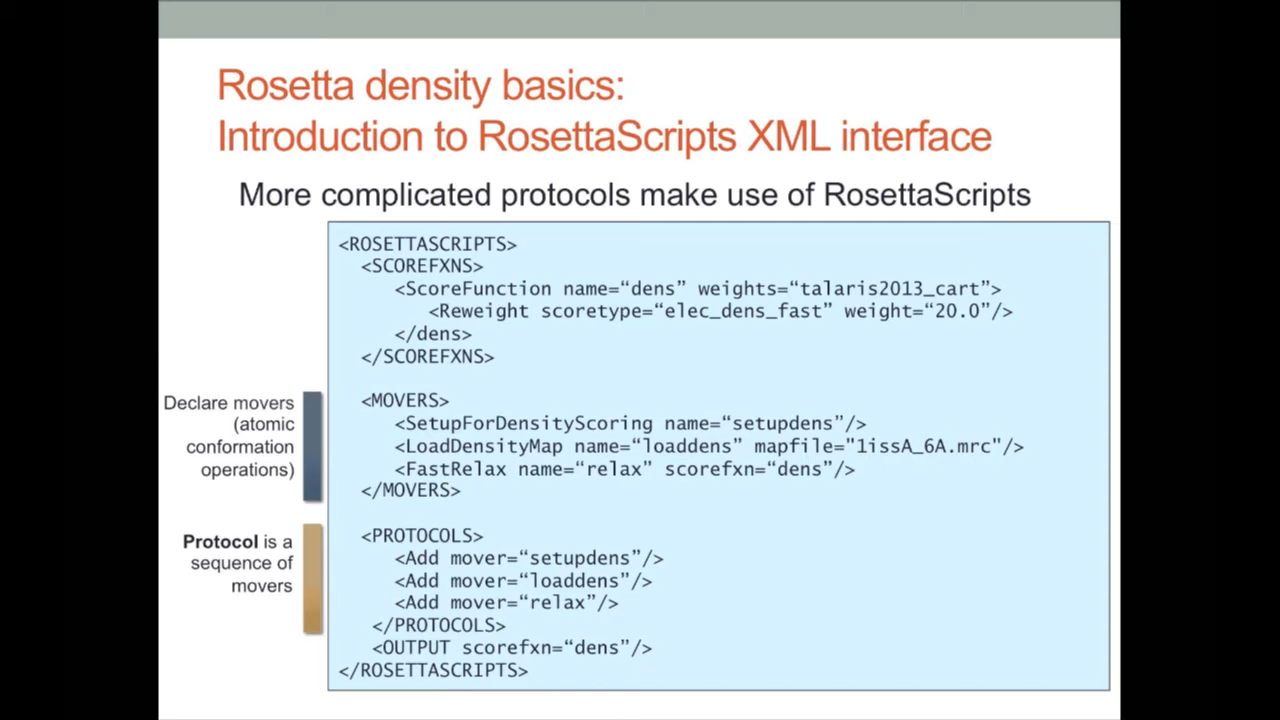 Rosetta density basics:
Introduction to RosettaScripts XML interface
More complicated protocols make use of RosettaScripts
<ROSETTASCRIPTS>
<SCOREFXNS>
<ScoreFunction name=“dens” weights=“talaris2013_cart">
<Reweight scoretype=“elec_dens_fast” weight=“20.0"/>
</dens>
</SCOREFXNS>
Declare movers
(atomic
conformation
operations)
<MOVERS>
<SetupForDensityScoring name=“setupdens"/>
<LoadDensityMap name=“loaddens” mapfile="1issA_6A.mrc"/>
<FastRelax name=“relax” scorefxn=“dens”/>
</MOVERS>
Protocol is a
sequence of
movers
<PROTOCOLS>
<Add mover=“setupdens”/>
<Add mover=“loaddens”/>
<Add mover=“relax”/>
</PROTOCOLS>
<OUTPUT scorefxn=“dens”/>
</ROSETTASCRIPTS>